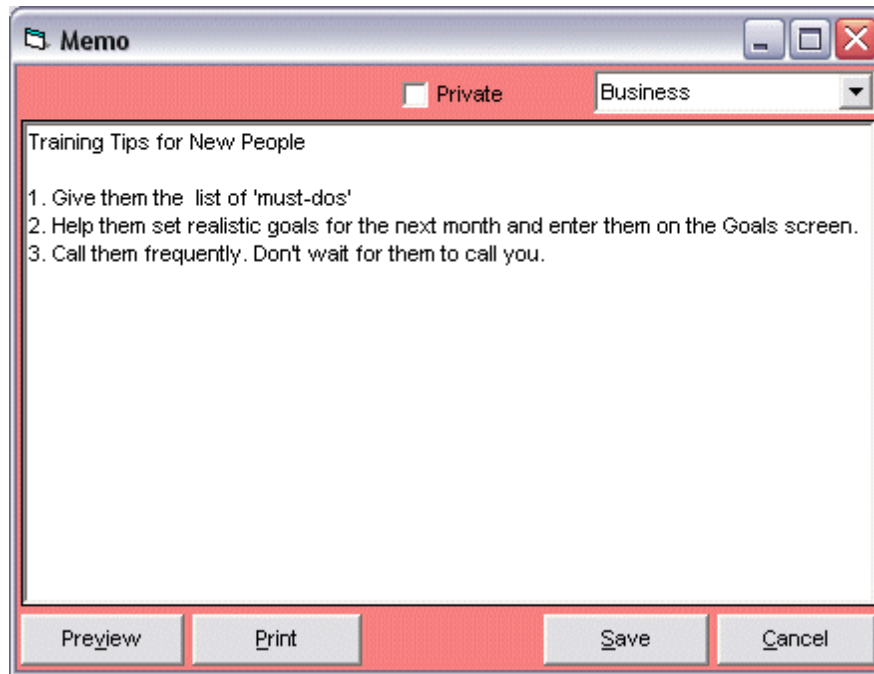 Memo
Private
Business
Training Tips for New People
1. Give them the  list of 'must-dos'
2. Help them set realistic goals for the next month and enter them on the Goals screen.
3. Call them frequently. Don't wait for them to call you.
Preview Print Save Cancel